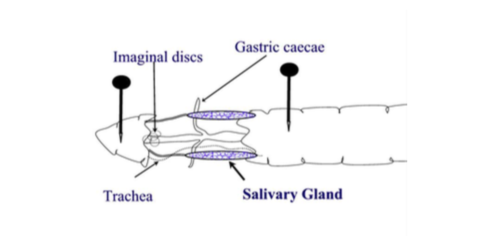 Gastric caecae
Imaginal discs
Trachea
Salivary Gland